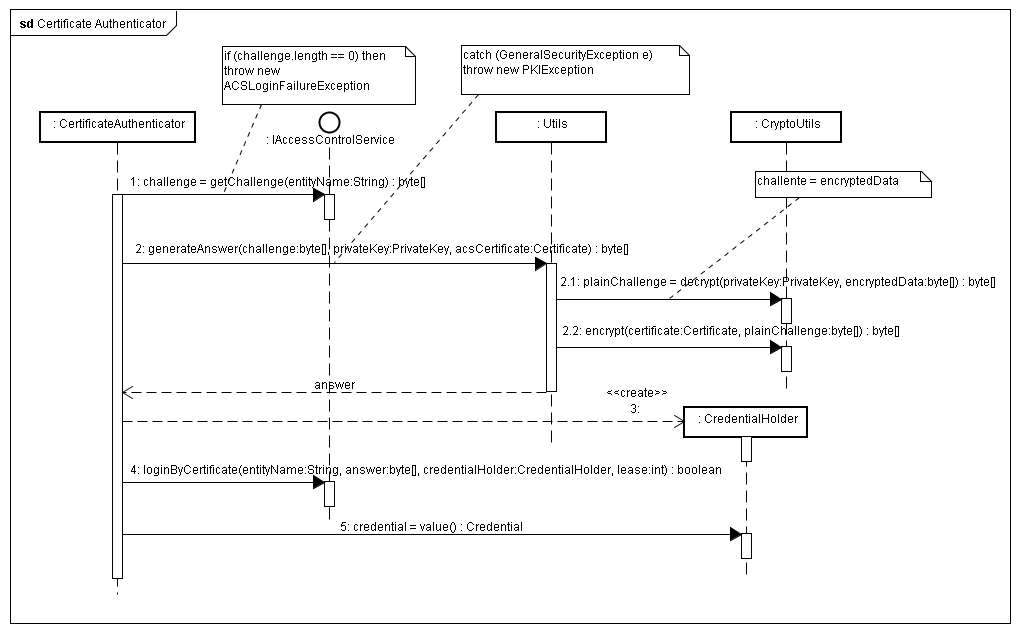 sd Certificate Authenticator
if (challenge.length == 0) then
throw new
ACSLoginFailureException
catch (GeneralSecurityException e)
throw new PKIException
: CertificateAuthenticator
: IAccessControlService
: Utils
: CryptoUtils
challente = encryptedData
1: challenge = getChallenge(entityName:String) : byte[]
2: generateAnswer(challenge:byte[], privateKey:PrivateKey, acsCertificate:Certificate) : byte[]
2.1: plainChallenge = decrypt(privateKey:PrivateKey, encryptedData:byte[]) : byte[]
2.2: encrypt(certificate:Certificate, plainChallenge:byte[]) : byte[]
answer
<<create>>
3:
: CredentialHolder
4: loginByCertificate(entityName:String, answer:byte[], credentialHolder:CredentialHolder, lease:int) : boolean
5: credential = value() : Credential